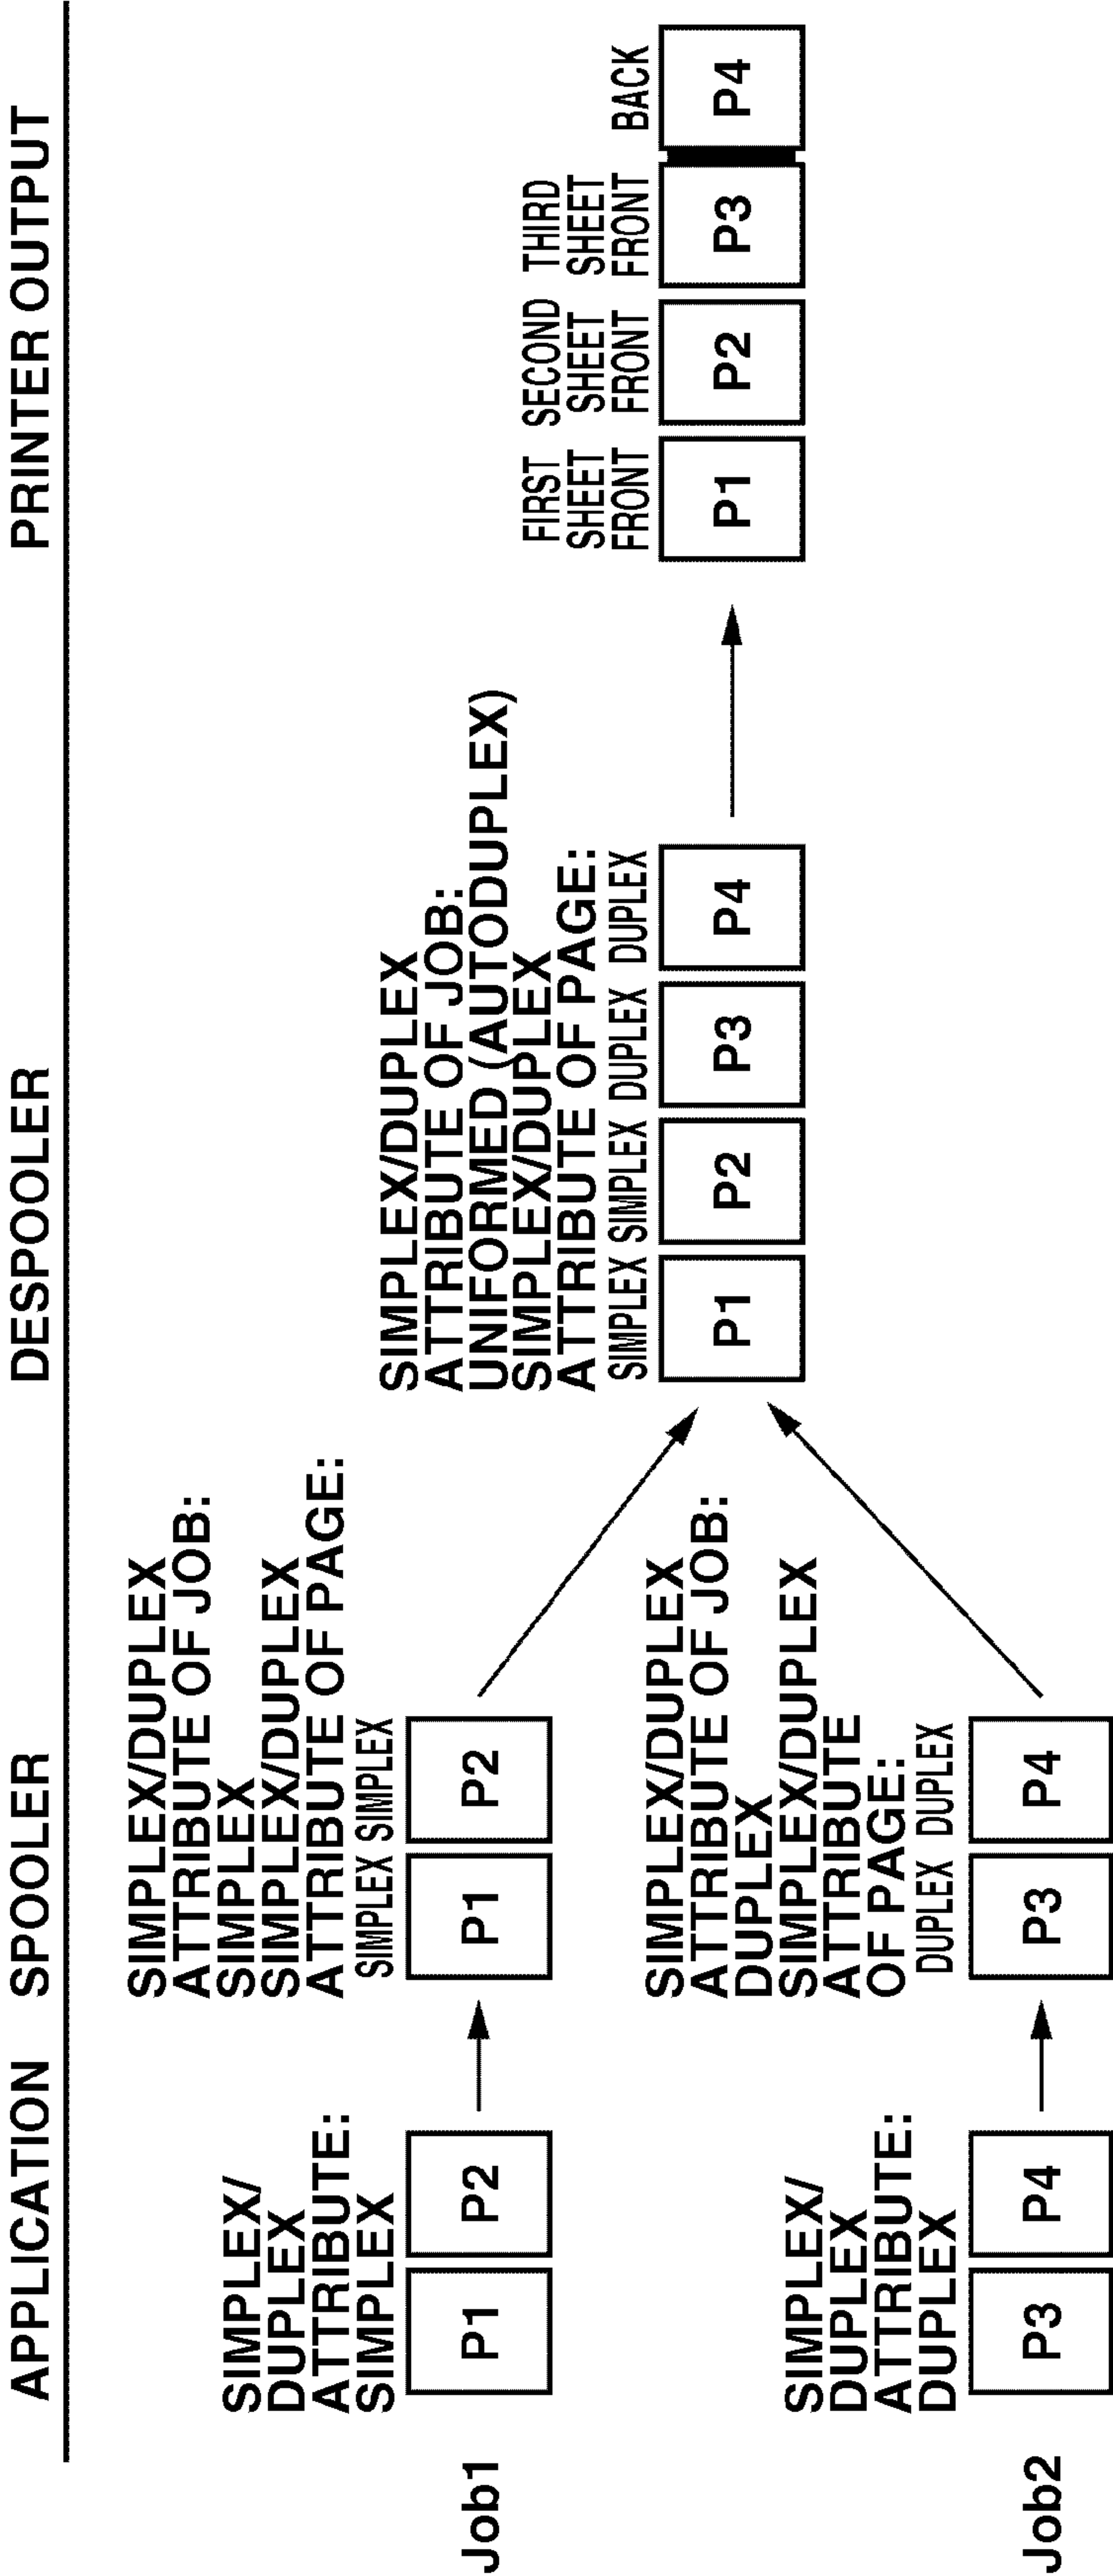 APPLICATION SPOOLER DESPOOLER PRINTER OUTPUT
SIMPLEX/
DUPLEX
ATTRIBUTE:
SIMPLEX
Job1
P1 P2
SIMPLEX/DUPLEX
ATTRIBUTE OF JOB:
SIMPLEX
SIMPLEX/DUPLEX
ATTRIBUTE OF PAGE:
SIMPLEX SIMPLEX
P1 P2
SIMPLEX/
DUPLEX
ATTRIBUTE:
DUPLEX
Job2
P3 P4
SIMPLEX/DUPLEX
ATTRIBUTE OF JOB:
DUPLEX
SIMPLEX/DUPLEX
ATTRIBUTE
OF PAGE:
DUPLEX DUPLEX
P3 P4
SIMPLEX/DUPLEX
ATTRIBUTE OF JOB:
UNIFORMED (AUTODUPLEX)
SIMPLEX/DUPLEX
ATTRIBUTE OF PAGE:
SIMPLEX SIMPLEX DUPLEX DUPLEX
P1 P2 P3 P4
FIRST SECOND THIRD
SHEET SHEET SHEET
FRONT FRONT FRONT BACK
P1 P2 P3 P4